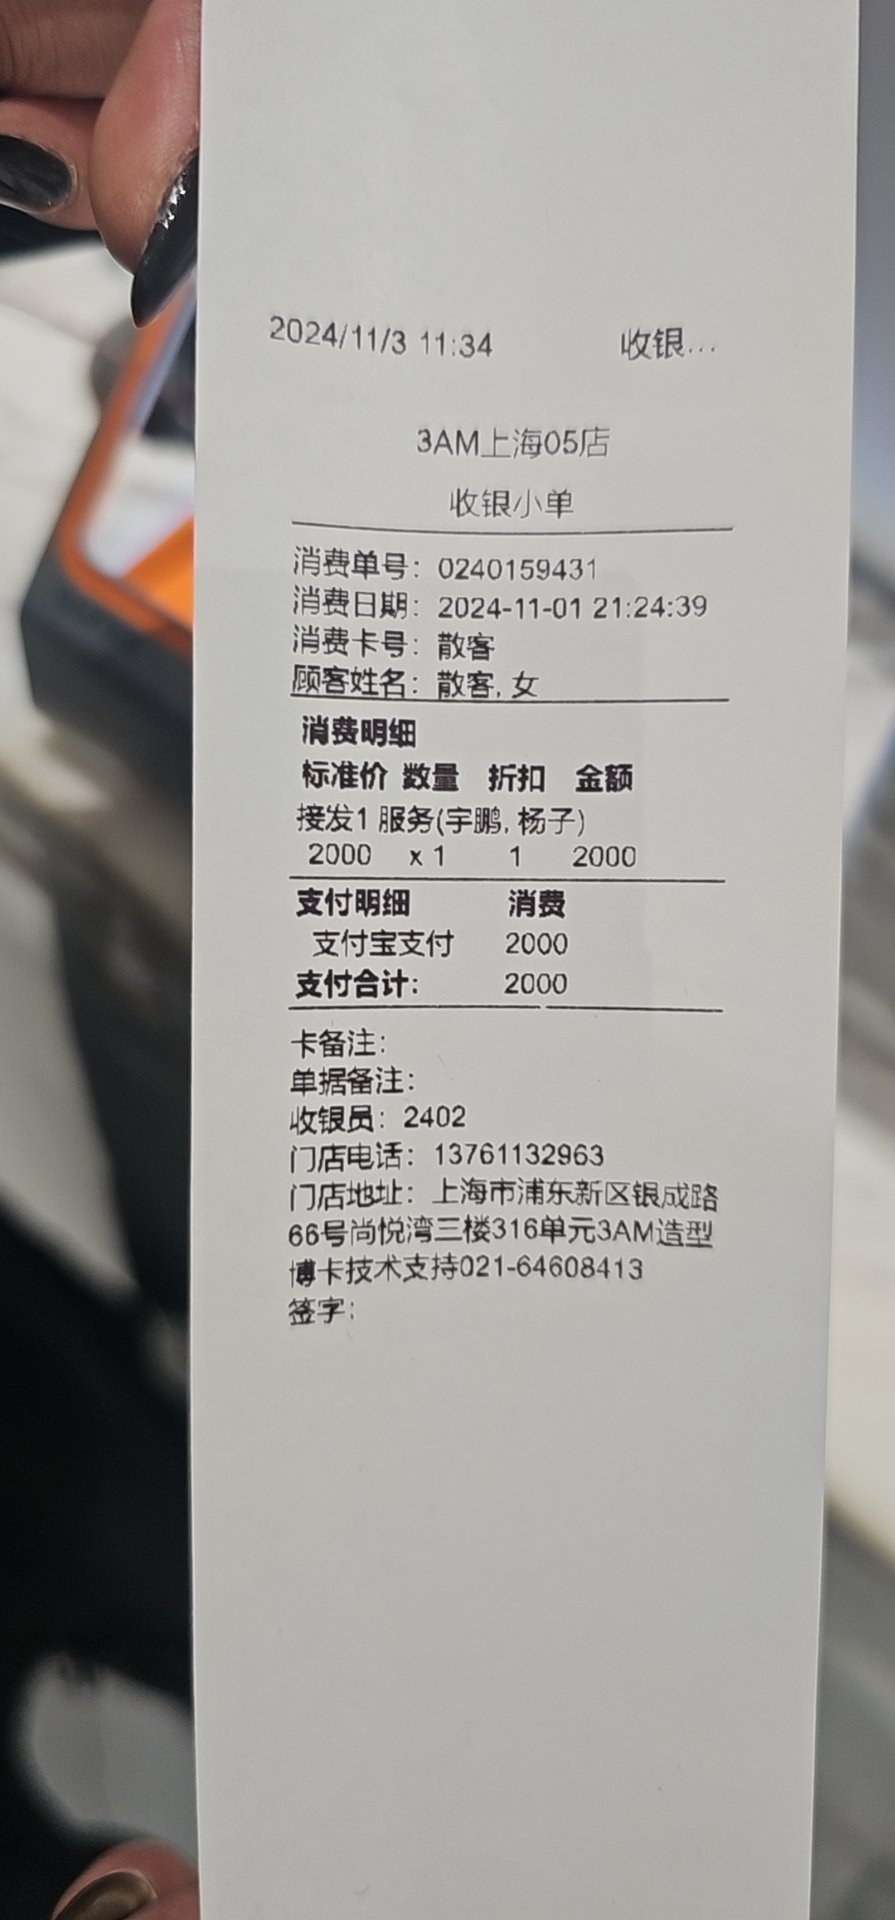 2024/11/3 11:34 收银...
3AM上海05店
收银小单
消费单号：0240159431
消费日期：2024-11-01 21:24:39
消费卡号：散客
顾客姓名：散客, 女
消费明细
标准价 数量 折扣 金额
接发1 服务(宇鹏, 杨子)
2000 x 1 1 2000
支付明细 消费
支付宝支付 2000
支付合计： 2000
卡备注：
单据备注：
收银员：2402
门店电话：13761132963
门店地址：上海市浦东新区银成路
66号尚悦湾三楼316单元3AM造型
博卡技术支持021-64608413
签字：